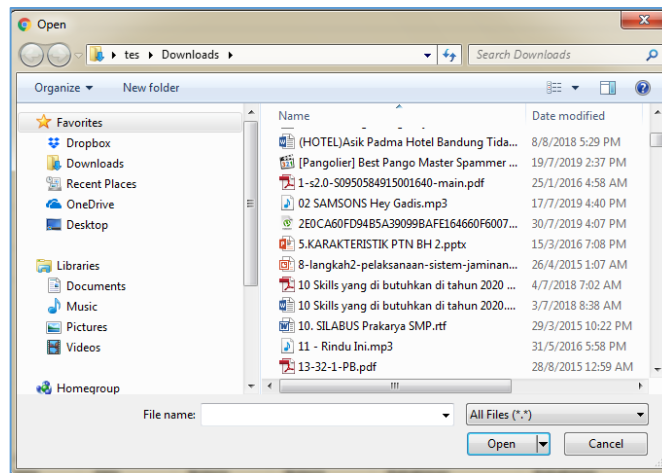 Open
tes Downloads Search Downloads
Organize New folder
Favorites
Dropbox
Downloads
Recent Places
OneDrive
Desktop
Libraries
Documents
Music
Pictures
Videos
Homegroup
Name Date modified
(HOTEL)Asik Padma Hotel Bandung Tida... 8/8/2018 5:29 PM
[Pangolier] Best Pango Master Spammer ... 19/7/2019 2:37 PM
1-s2.0-S0950584915001640-main.pdf 25/1/2016 4:58 AM
02 SAMSONS Hey Gadis.mp3 17/7/2019 4:40 PM
2E0CA60FD94B5A39099BAFE164660F6007... 30/7/2019 4:07 PM
5.KARAKTERISTIK PTN BH 2.pptx 15/3/2016 7:08 PM
8-langkah2-pelaksanaan-sistem-jaminan... 26/4/2015 1:07 AM
10 Skills yang di butuhkan di tahun 2020 ... 4/7/2018 7:02 AM
10 Skills yang di butuhkan di tahun 2020 ... 3/7/2018 8:38 AM
10. SILABUS Prakarya SMP.rtf 29/3/2015 10:22 PM
11 - Rindu Ini.mp3 31/5/2016 5:58 PM
13-32-1-PB.pdf 28/8/2015 12:59 AM
File name: All Files (*.*)
Open Cancel